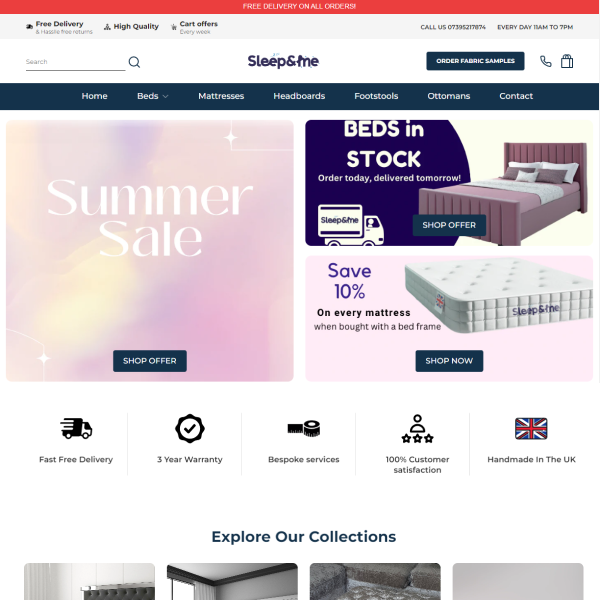 FREE DELIVERY ON ALL ORDERS!
Free Delivery
& Hassle free returns
High Quality
Cart offers
Every week
CALL US 07395217874
EVERY DAY 11AM TO 7PM
Search
Sleep&me
ORDER FABRIC SAMPLES
Home
Beds
Mattresses
Headboards
Footstools
Ottomans
Contact
Summer
Sale
SHOP OFFER
BEDS in
STOCK
Order today, delivered tomorrow!
Sleep&me
SHOP OFFER
Save
10%
On every mattress
when bought with a bed frame
Sleep&me
SHOP NOW
Fast Free Delivery
3 Year Warranty
Bespoke services
100% Customer
satisfaction
Handmade In The UK
Explore Our Collections